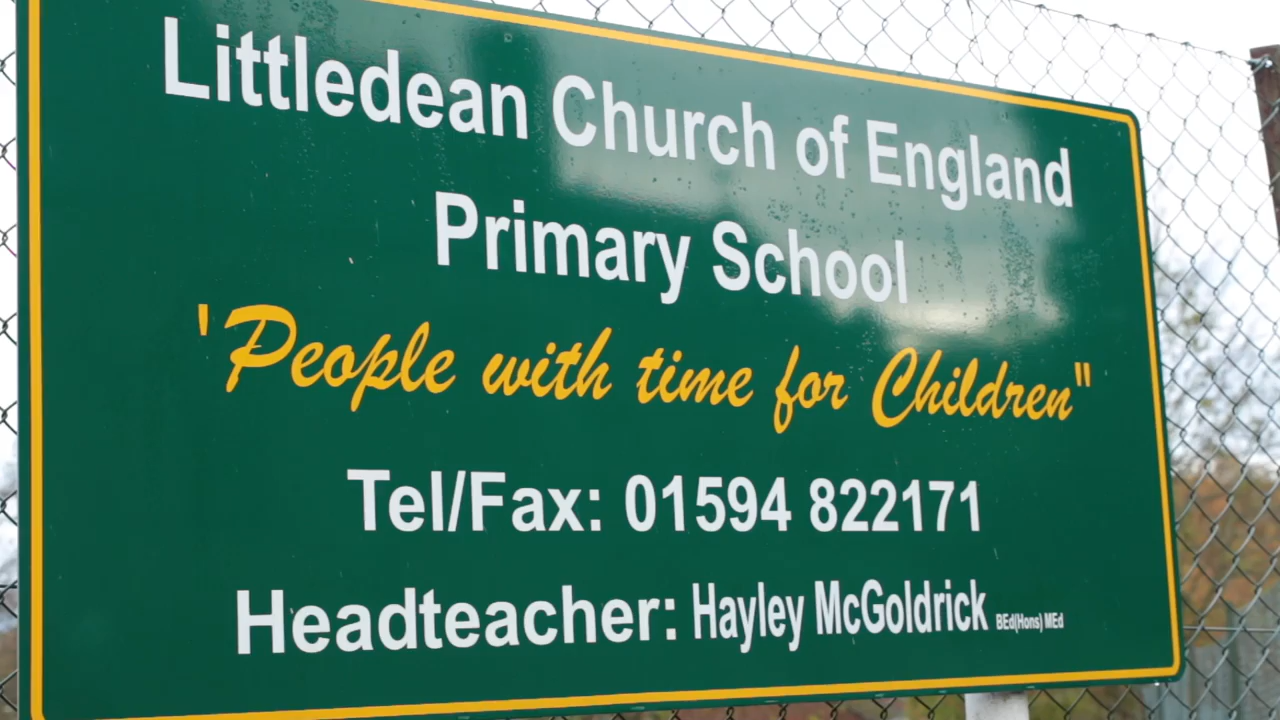 Littledean Church of England
Primary School
'People with time for Children"
Tel/Fax: 01594 822171
Headteacher: Hayley McGoldrick BEd(Hons) MEd